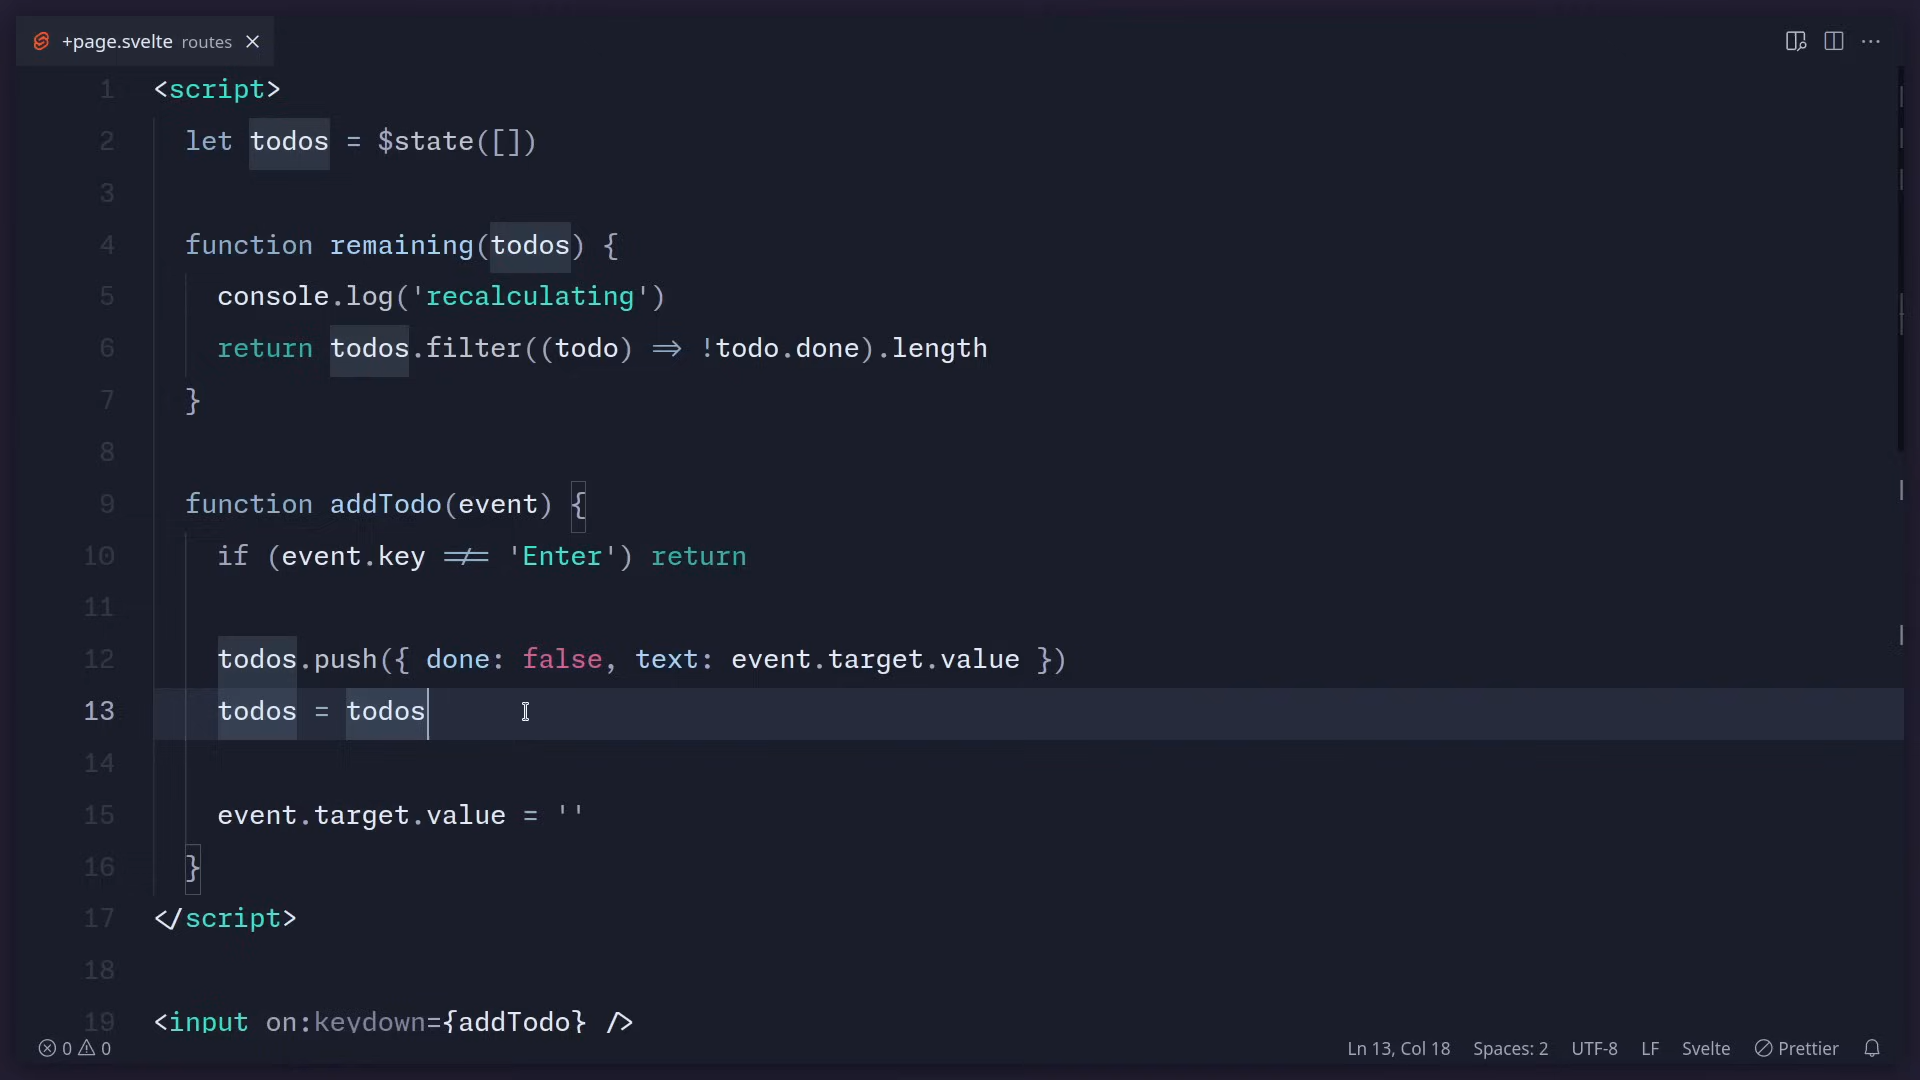 +page.svelte routes
1 <script>
2 let todos = $state([])
3
4 function remaining(todos) {
5 console.log('recalculating')
6 return todos.filter((todo) => !todo.done).length
7 }
8
9 function addTodo(event) {
10 if (event.key !== 'Enter') return
11
12 todos.push({ done: false, text: event.target.value })
13 todos = todos
14
15 event.target.value = ''
16 }
17 </script>
18
19 <input on:keydown={addTodo} />
0 0 Ln 13, Col 18 Spaces: 2 UTF-8 LF Svelte Prettier